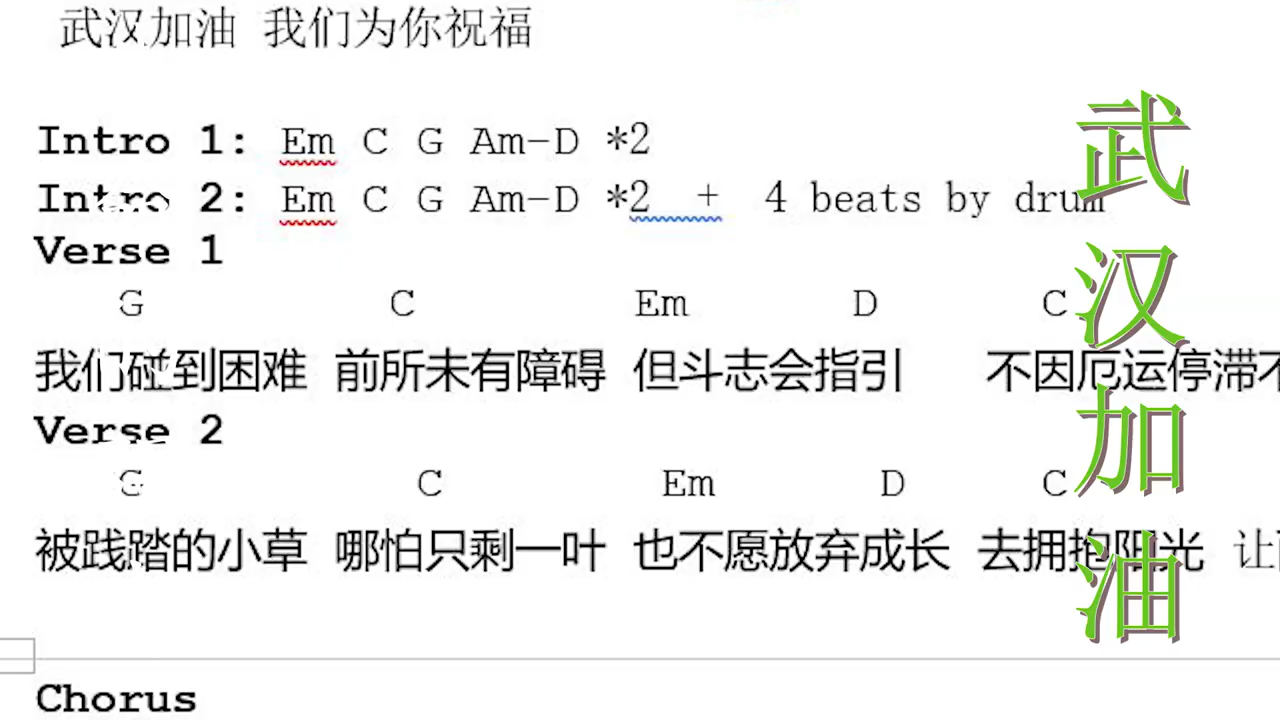 武汉加油 我们为你祝福
Intro 1: Em C G Am-D *2
Intro 2: Em C G Am-D *2 + 4 beats by drum
Verse 1
G C Em D C
我们碰到困难 前所未有障碍 但斗志会指引 不因厄运停滞不
Verse 2
G C Em D C
被践踏的小草 哪怕只剩一叶 也不愿放弃成长 去拥抱阳光 让
Chorus
武汉加油